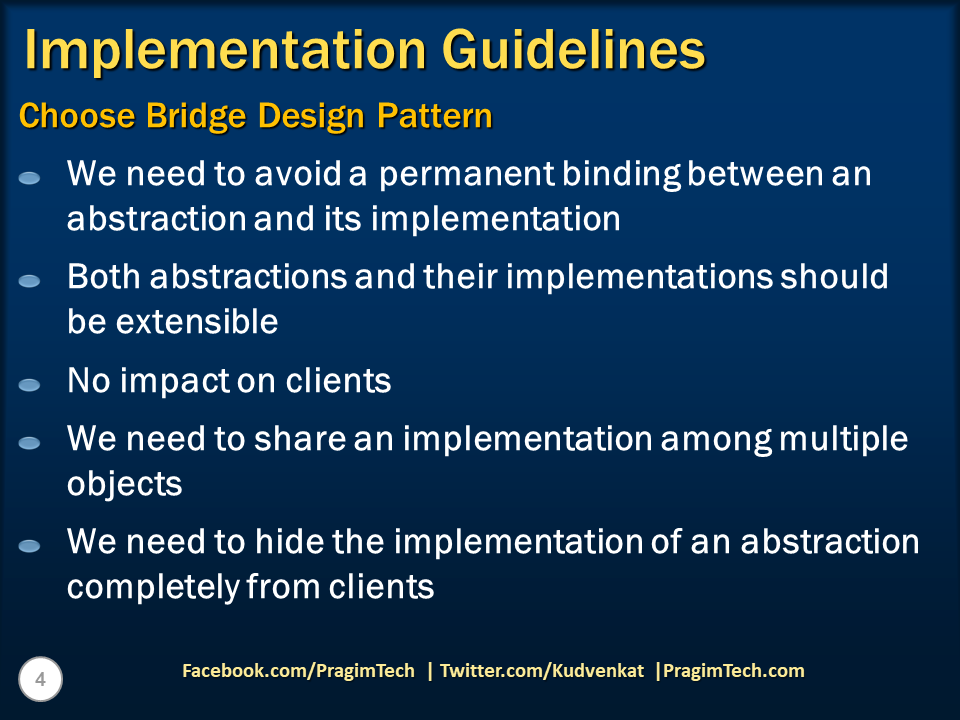 Implementation Guidelines
Choose Bridge Design Pattern
We need to avoid a permanent binding between an
abstraction and its implementation
Both abstractions and their implementations should
be extensible
No impact on clients
We need to share an implementation among multiple
objects
We need to hide the implementation of an abstraction
completely from clients
4
Facebook.com/PragimTech | Twitter.com/Kudvenkat |PragimTech.com